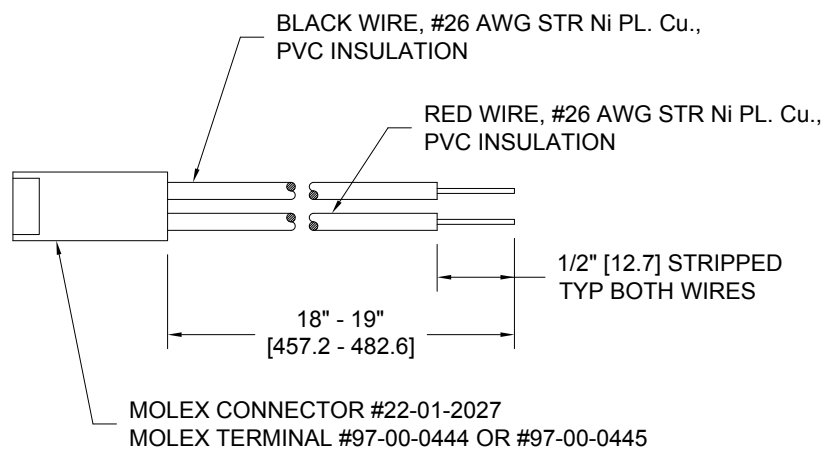 BLACK WIRE, #26 AWG STR Ni PL. Cu.,
PVC INSULATION
RED WIRE, #26 AWG STR Ni PL. Cu.,
PVC INSULATION
1/2" [12.7] STRIPPED
TYP BOTH WIRES
18" - 19"
[457.2 - 482.6]
MOLEX CONNECTOR #22-01-2027
MOLEX TERMINAL #97-00-0444 OR #97-00-0445